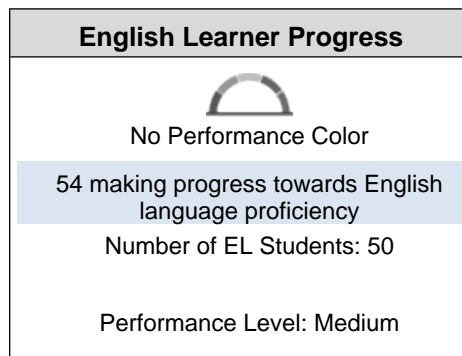 English Learner Progress
No Performance Color
54 making progress towards English
language proficiency
Number of EL Students: 50
Performance Level: Medium